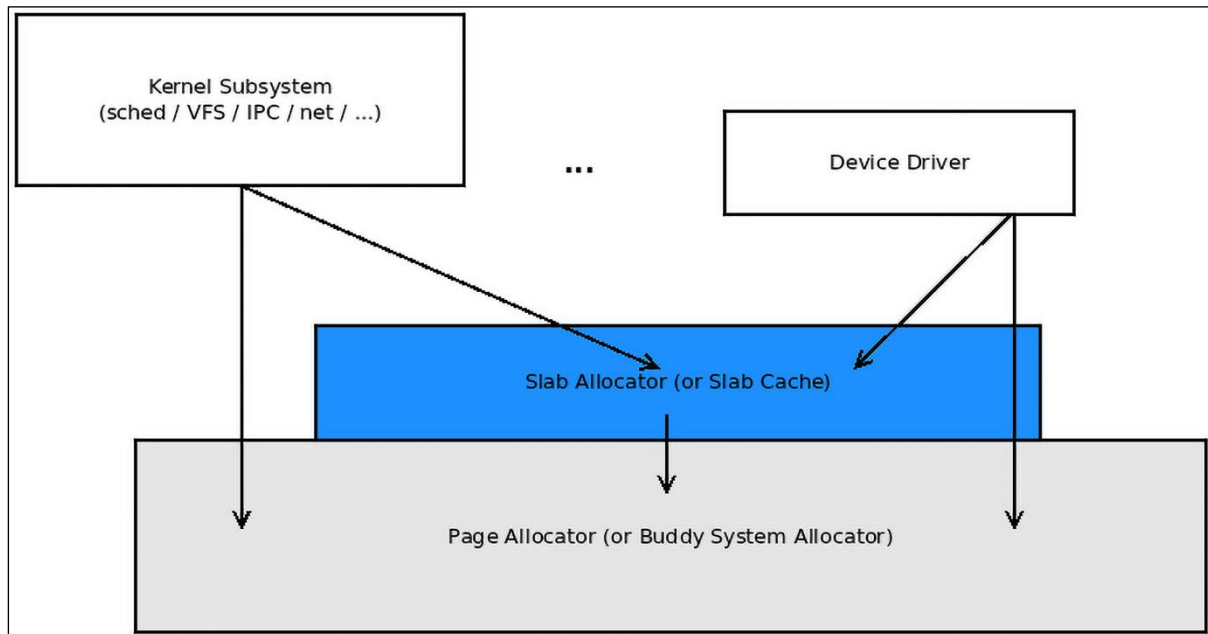 Kernel Subsystem
(sched / VFS / IPC / net / ...)
...
Device Driver
Slab Allocator (or Slab Cache)
Page Allocator (or Buddy System Allocator)